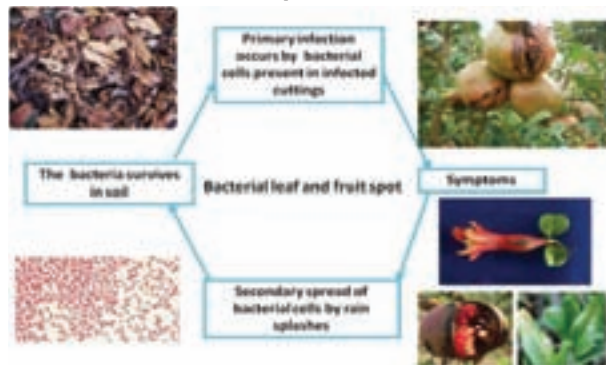 Primary infection
occurs by bacterial
cells present in infected
cuttings
The bacteria survives
in soil
Bacterial leaf and fruit spot
Symptoms
Secondary spread of
bacterial cells by rain
splashes